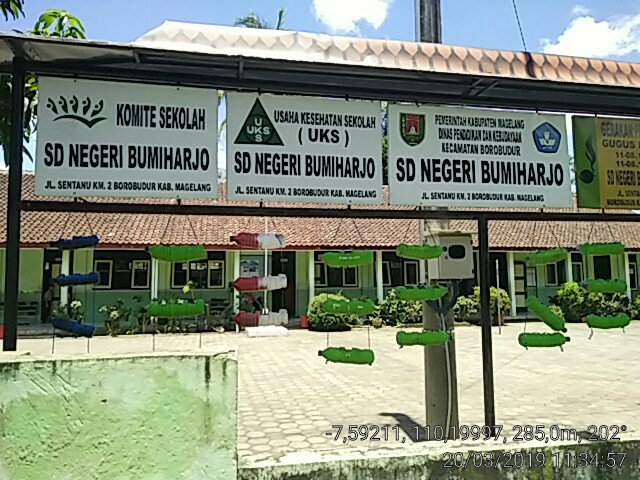 KOMITE SEKOLAH
SD NEGERI BUMIHARJO
JL. SENTANU KM. 2 BOROBUDUR KAB. MAGELANG
U
UKS
S
USAHA KESEHATAN SEKOLAH
( UKS )
SD NEGERI BUMIHARJO
JL. SENTANU KM. 2 BOROBUDUR KAB. MAGELANG
PEMERINTAH KABUPATEN MAGELANG
DINAS PENDIDIKAN DAN KEBUDAYAAN
KECAMATAN BOROBUDUR
SD NEGERI BUMIHARJO
JL. SENTANU KM. 2 BOROBUDUR KAB. MAGELANG
GERAKAN
GUGUS
SD NEGERI
-7,59211, 110,19997, 285,0m, 202°
20/03/2019 11:34:57